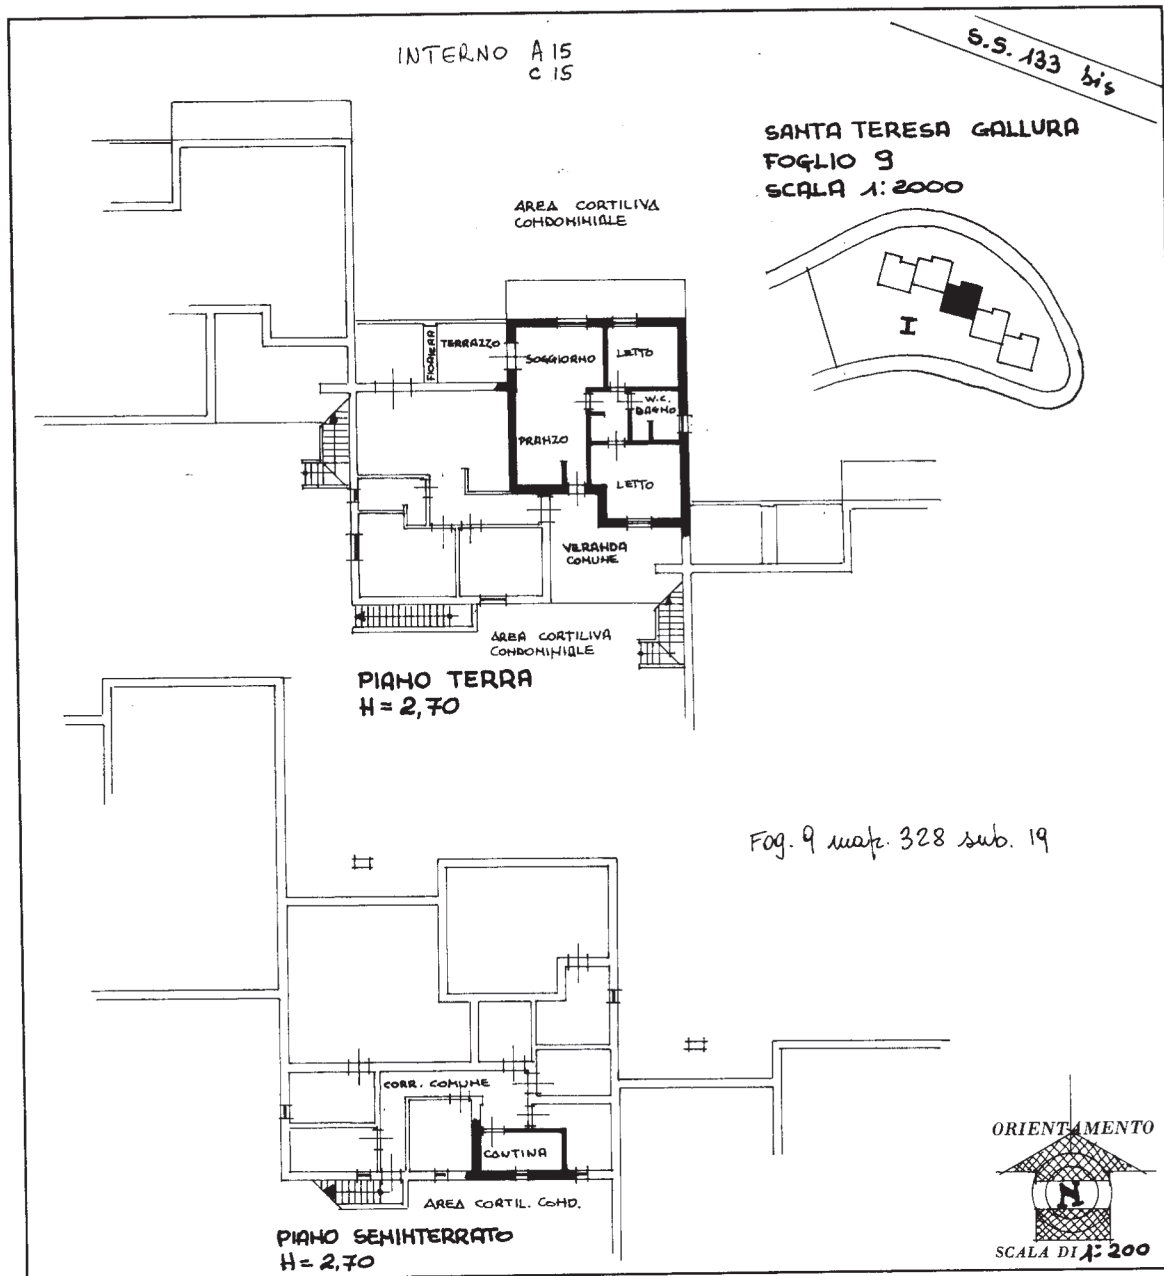 INTERNO A 15
C 15
S.S. 133 bis
SANTA TERESA GALLURA
FOGLIO 9
SCALA 1:2000
AREA CORTILIVA
CONDOMINIALE
I
FIORIERA
TERRAZZO
SOGGIORNO
LETTO
W.C.
BAGNO
PRANZO
LETTO
VERANDA
COMUNE
AREA CORTILIVA
CONDOMINIALE
PIANO TERRA
H = 2,70
Fog. 9 map. 328 sub. 19
CORR. COMUNE
CANTINA
AREA CORTIL. COND.
PIANO SEMINTERRATO
H = 2,70
ORIENTAMENTO
N
SCALA DI 1:200